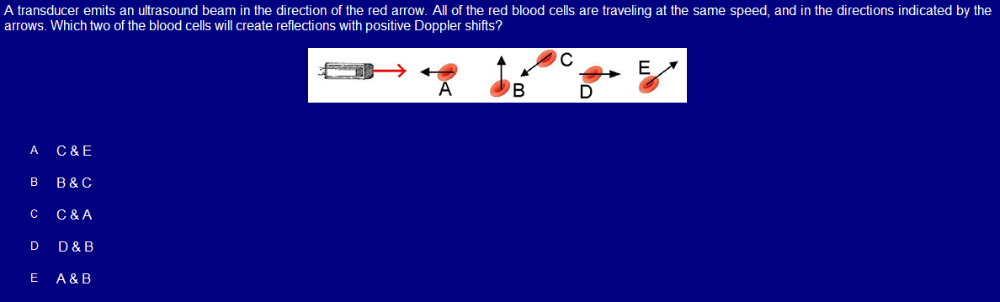 A transducer emits an ultrasound beam in the direction of the red arrow. All of the red blood cells are traveling at the same speed, and in the directions indicated by the
arrows. Which two of the blood cells will create reflections with positive Doppler shifts?
A B C D E
A C & E
B B & C
C C & A
D D & B
E A & B